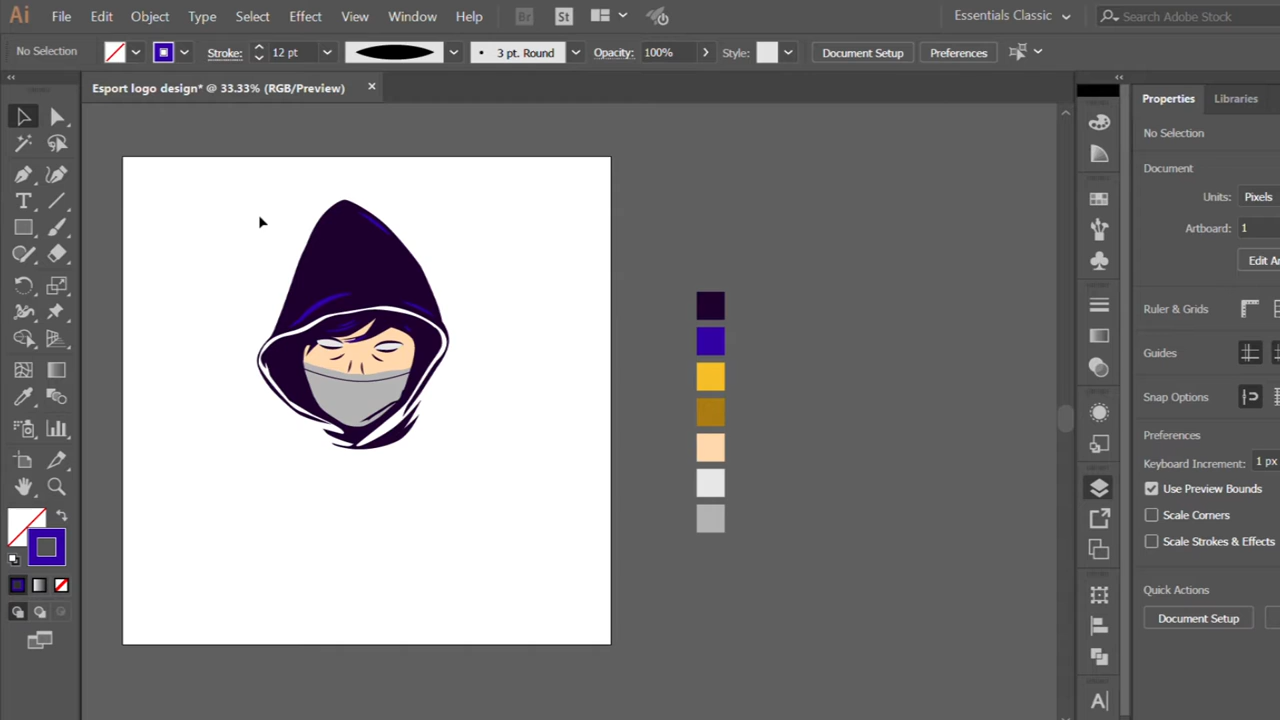 Ai File Edit Object Type Select Effect View Window Help Br St Essentials Classic Search Adobe Stock
No Selection Stroke: 12 pt 3 pt. Round Opacity: 100% Style: Document Setup Preferences
Esport logo design* @ 33.33% (RGB/Preview) ×
Properties Libraries
No Selection
Document
Units: Pixels
Artboard: 1
Edit Ar
Ruler & Grids
Guides
Snap Options
Preferences
Keyboard Increment: 1 px
Use Preview Bounds
Scale Corners
Scale Strokes & Effects
Quick Actions
Document Setup